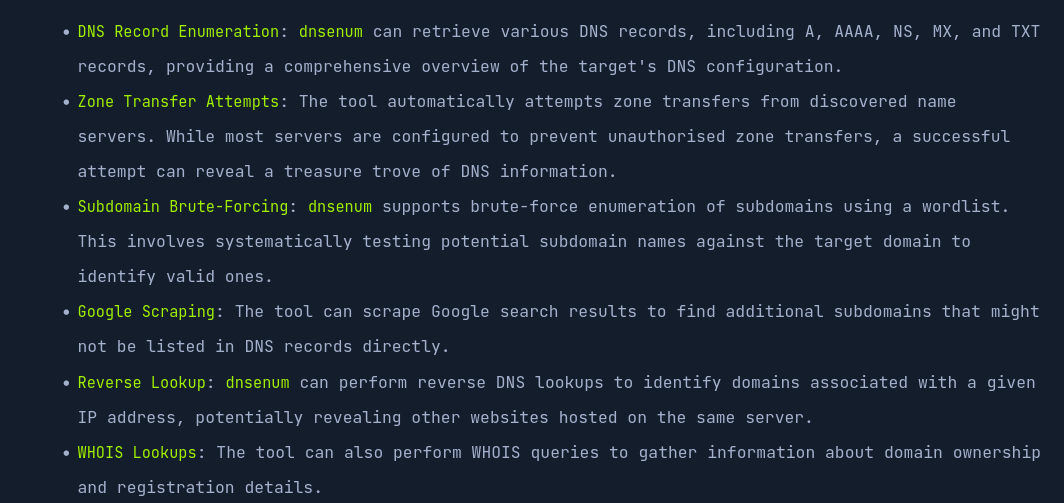 • DNS Record Enumeration: dnsenum can retrieve various DNS records, including A, AAAA, NS, MX, and TXT
records, providing a comprehensive overview of the target's DNS configuration.
• Zone Transfer Attempts: The tool automatically attempts zone transfers from discovered name
servers. While most servers are configured to prevent unauthorised zone transfers, a successful
attempt can reveal a treasure trove of DNS information.
• Subdomain Brute-Forcing: dnsenum supports brute-force enumeration of subdomains using a wordlist.
This involves systematically testing potential subdomain names against the target domain to
identify valid ones.
• Google Scraping: The tool can scrape Google search results to find additional subdomains that might
not be listed in DNS records directly.
• Reverse Lookup: dnsenum can perform reverse DNS lookups to identify domains associated with a given
IP address, potentially revealing other websites hosted on the same server.
• WHOIS Lookups: The tool can also perform WHOIS queries to gather information about domain ownership
and registration details.